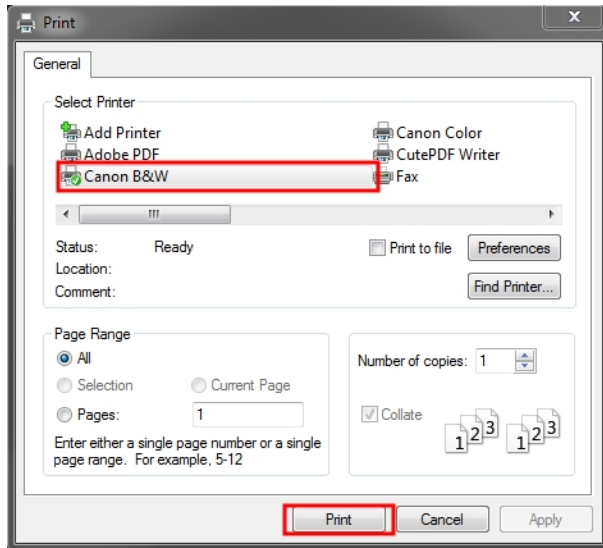 Print
x
General
Select Printer
Add Printer
Canon Color
Adobe PDF
CutePDF Writer
Canon B&W
Fax
Status: Ready
Print to file
Preferences
Location:
Comment:
Find Printer...
Page Range
All
Selection
Current Page
Pages: 1
Enter either a single page number or a single
page range. For example, 5-12
Number of copies: 1
Collate
1 2 3 1 2 3
Print
Cancel
Apply